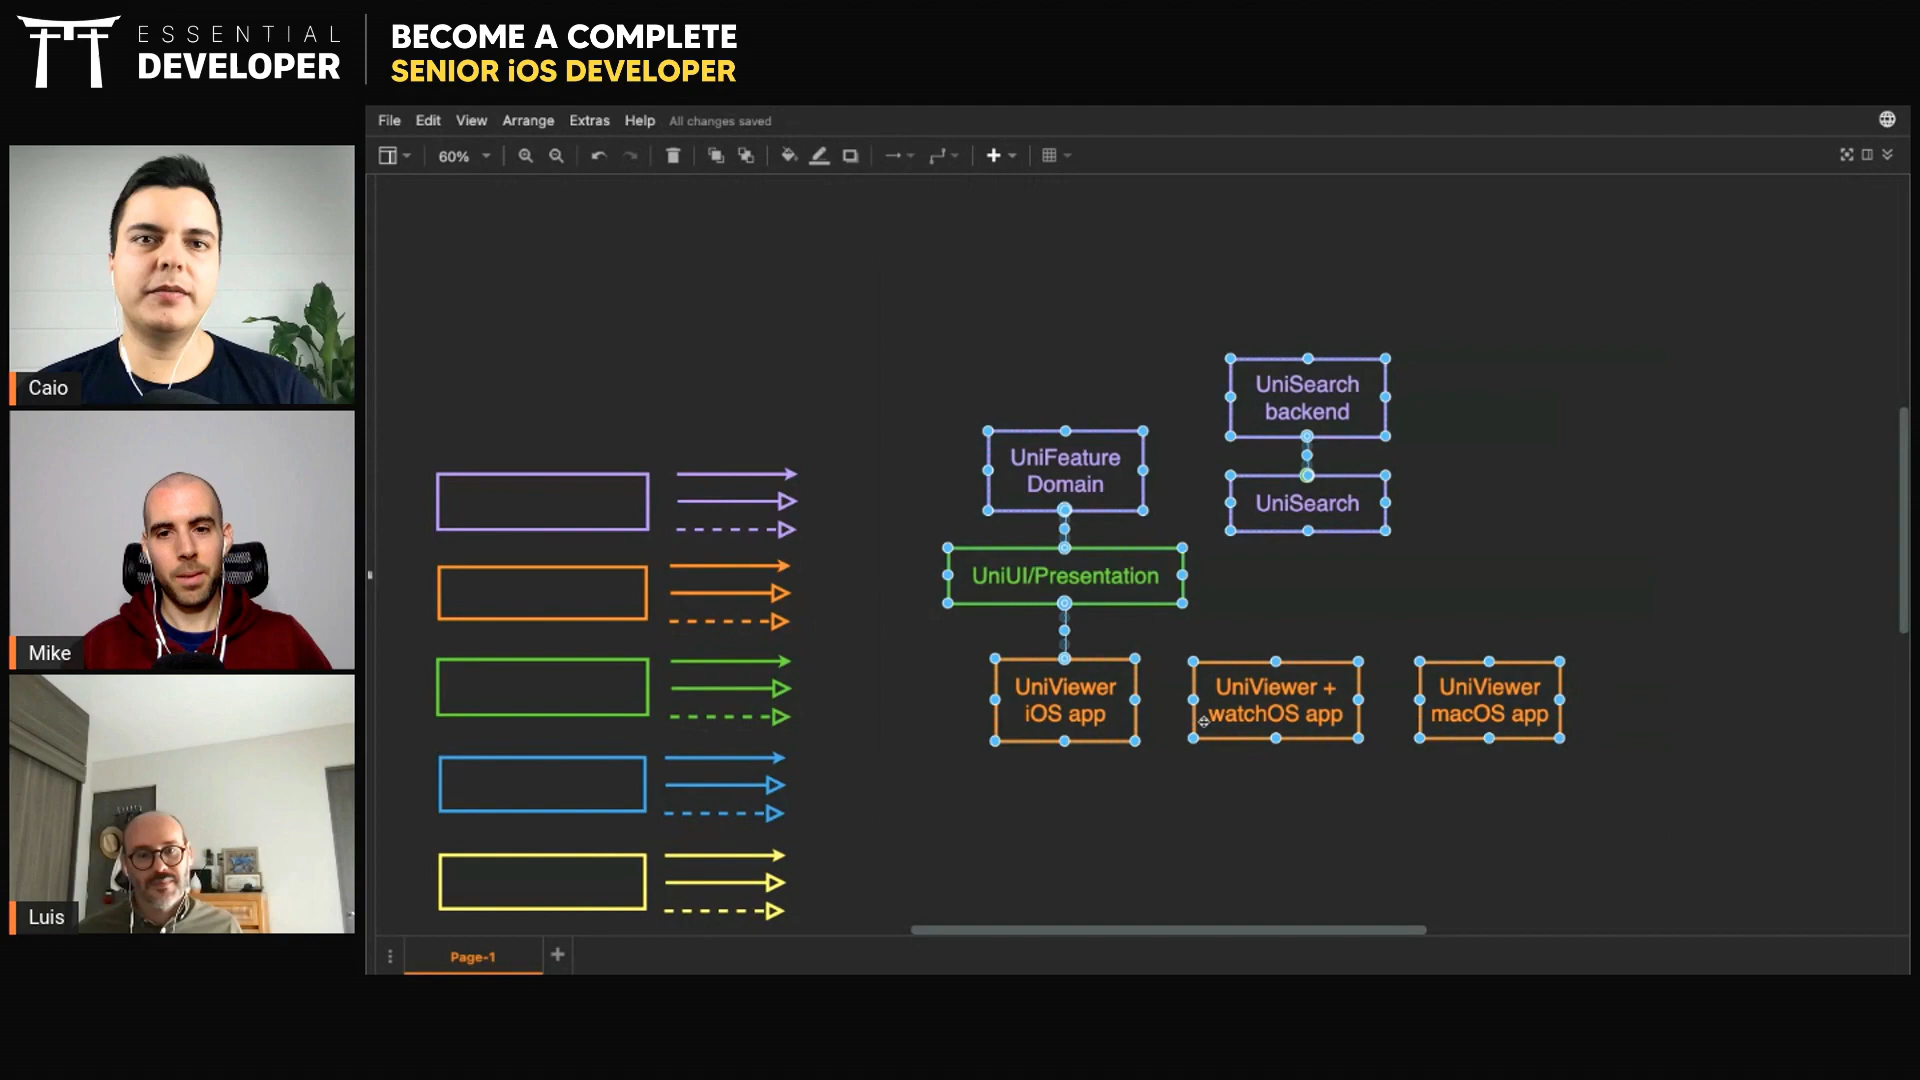 ESSENTIAL
DEVELOPER
BECOME A COMPLETE
SENIOR iOS DEVELOPER
File Edit View Arrange Extras Help All changes saved
60%
Caio
Mike
Luis
UniSearch
backend
UniFeature
Domain
UniSearch
UniUI/Presentation
UniViewer
iOS app
UniViewer +
watchOS app
UniViewer
macOS app
Page-1